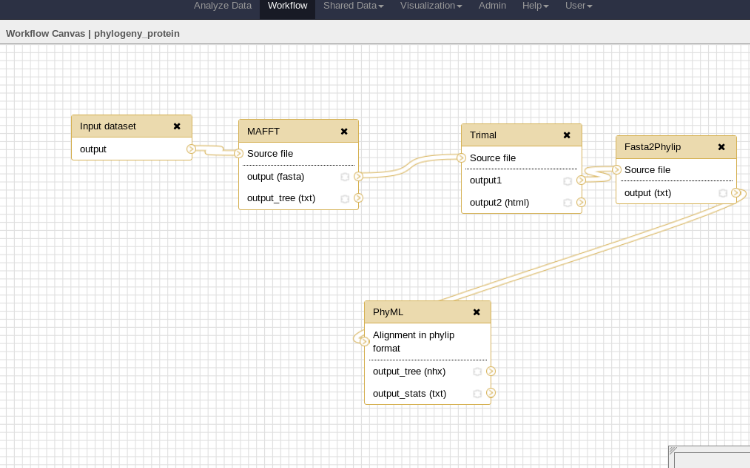 Analyze Data Workflow Shared Data Visualization Admin Help User
Workflow Canvas | phylogeny_protein
Input dataset
output
MAFFT
Source file
output (fasta)
output_tree (txt)
Trimal
Source file
output1
output2 (html)
Fasta2Phylip
Source file
output (txt)
PhyML
Alignment in phylip
format
output_tree (nhx)
output_stats (txt)